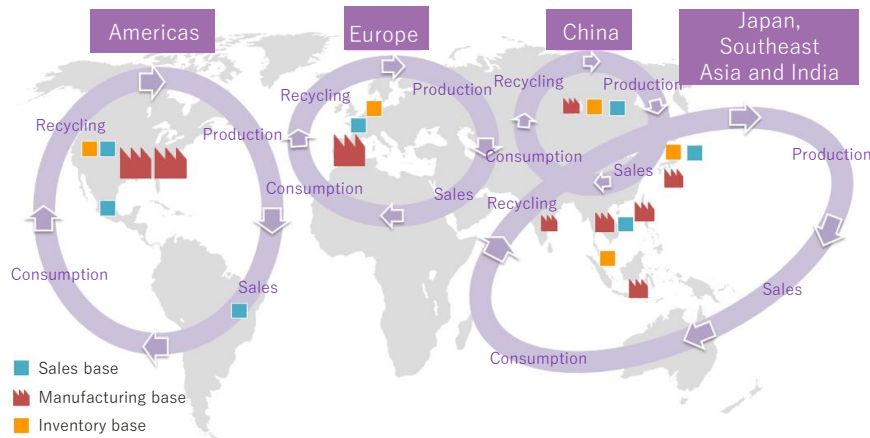 Americas
Europe
China
Japan,
Southeast
Asia and India
Recycling
Production
Consumption
Sales
Recycling
Production
Consumption
Sales
Recycling
Production
Consumption
Sales
Recycling
Production
Sales
Consumption
Sales base
Manufacturing base
Inventory base